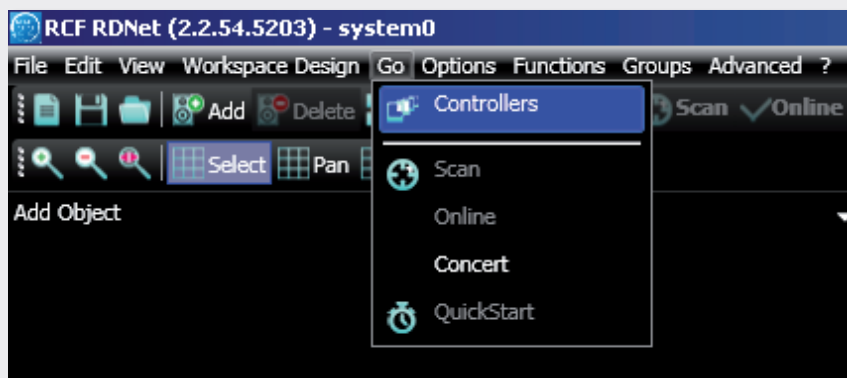 RCF RDNet (2.2.54.5203) - system0
File Edit View Workspace Design Go Options Functions Groups Advanced ?
Add Delete Scan Online
Select Pan
Add Object
Controllers
Scan
Online
Concert
QuickStart